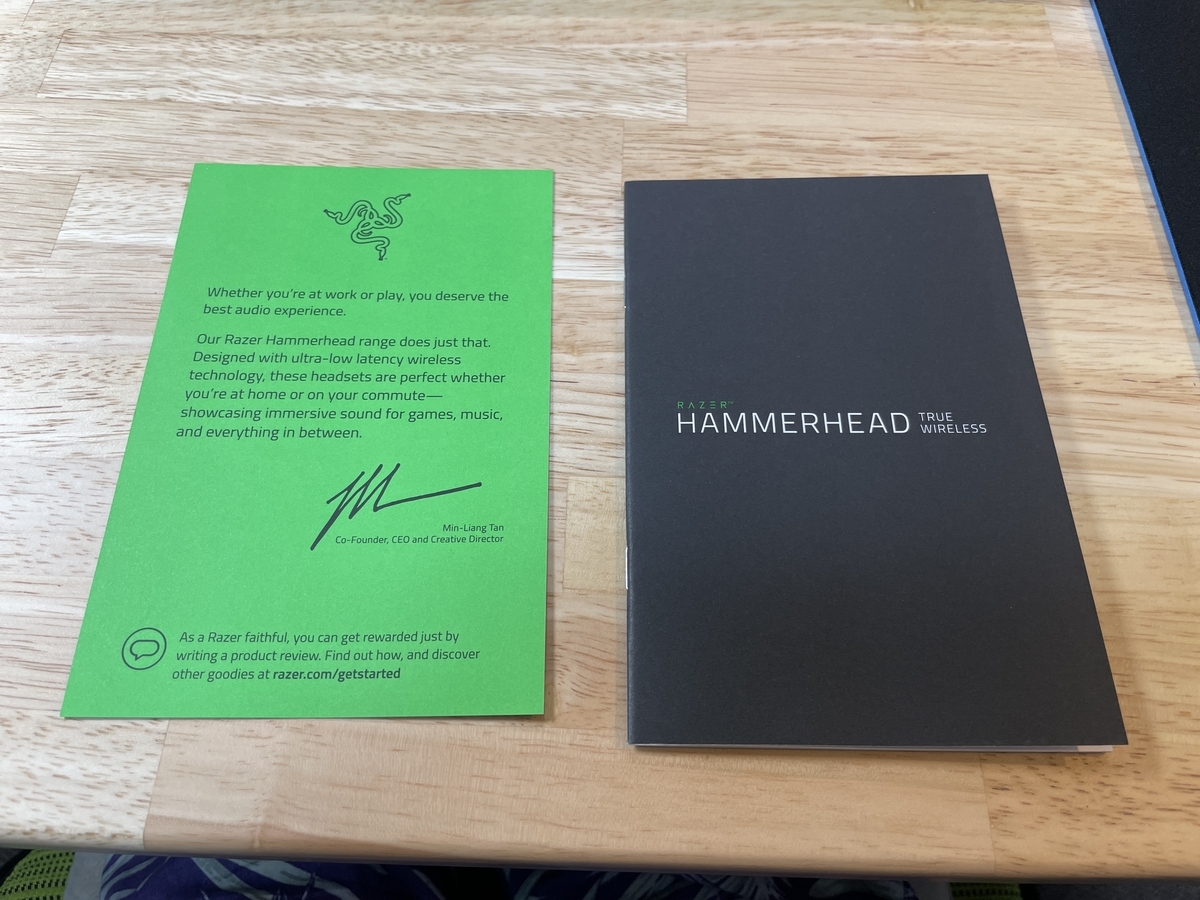 Whether you're at work or play, you deserve the
best audio experience.
Our Razer Hammerhead range does just that.
Designed with ultra-low latency wireless
technology, these headsets are perfect whether
you're at home or on your commute—
showcasing immersive sound for games, music,
and everything in between.
Min-Liang Tan
Co-Founder, CEO and Creative Director
As a Razer faithful, you can get rewarded just by
writing a product review. Find out how, and discover
other goodies at razer.com/getstarted
RAZER™
HAMMERHEAD TRUE
WIRELESS